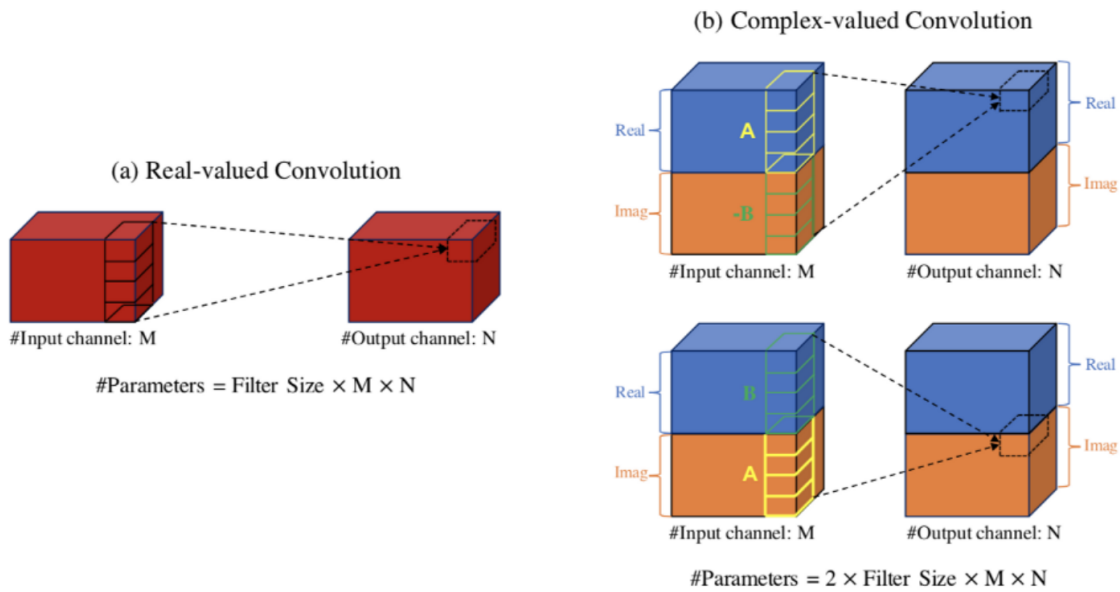 (a) Real-valued Convolution
#Input channel: M
#Output channel: N
#Parameters = Filter Size × M × N
(b) Complex-valued Convolution
Real
A
Real
Imag
-B
Imag
#Input channel: M
#Output channel: N
Real
B
Real
Imag
A
Imag
#Input channel: M
#Output channel: N
#Parameters = 2 × Filter Size × M × N